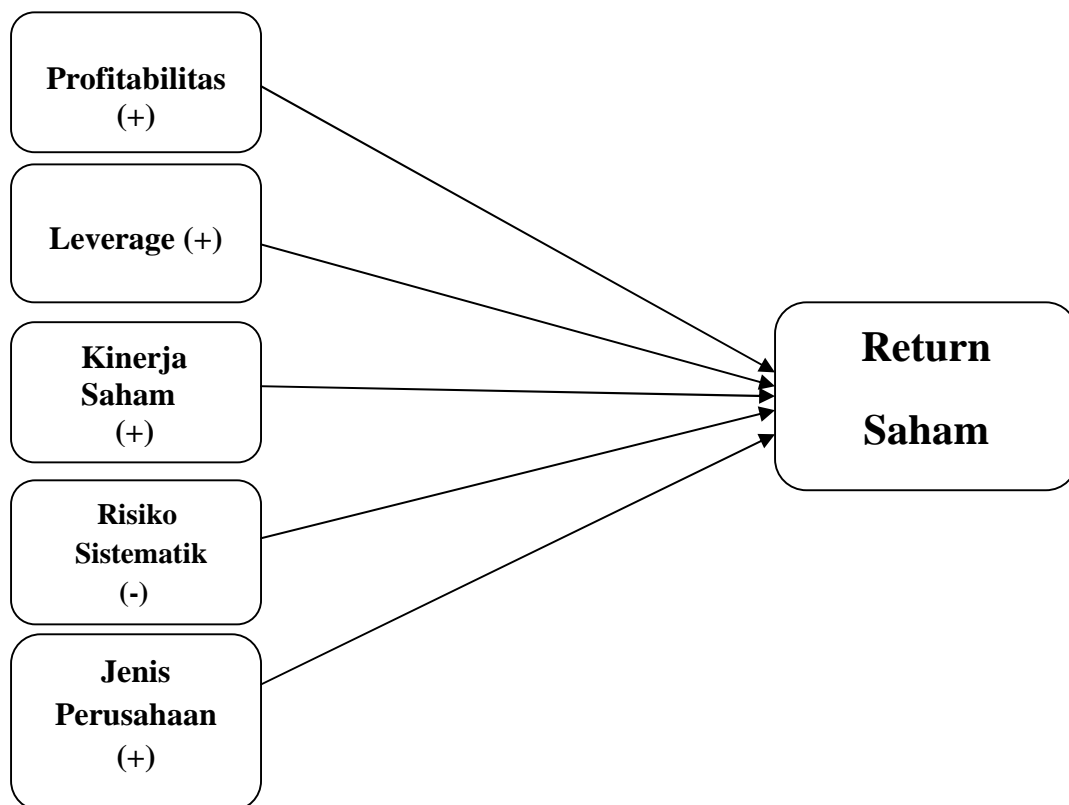 Profitabilitas
(+)
Leverage (+)
Kinerja
Saham
(+)
Risiko
Sistematik
(-)
Jenis
Perusahaan
(+)
Return
Saham